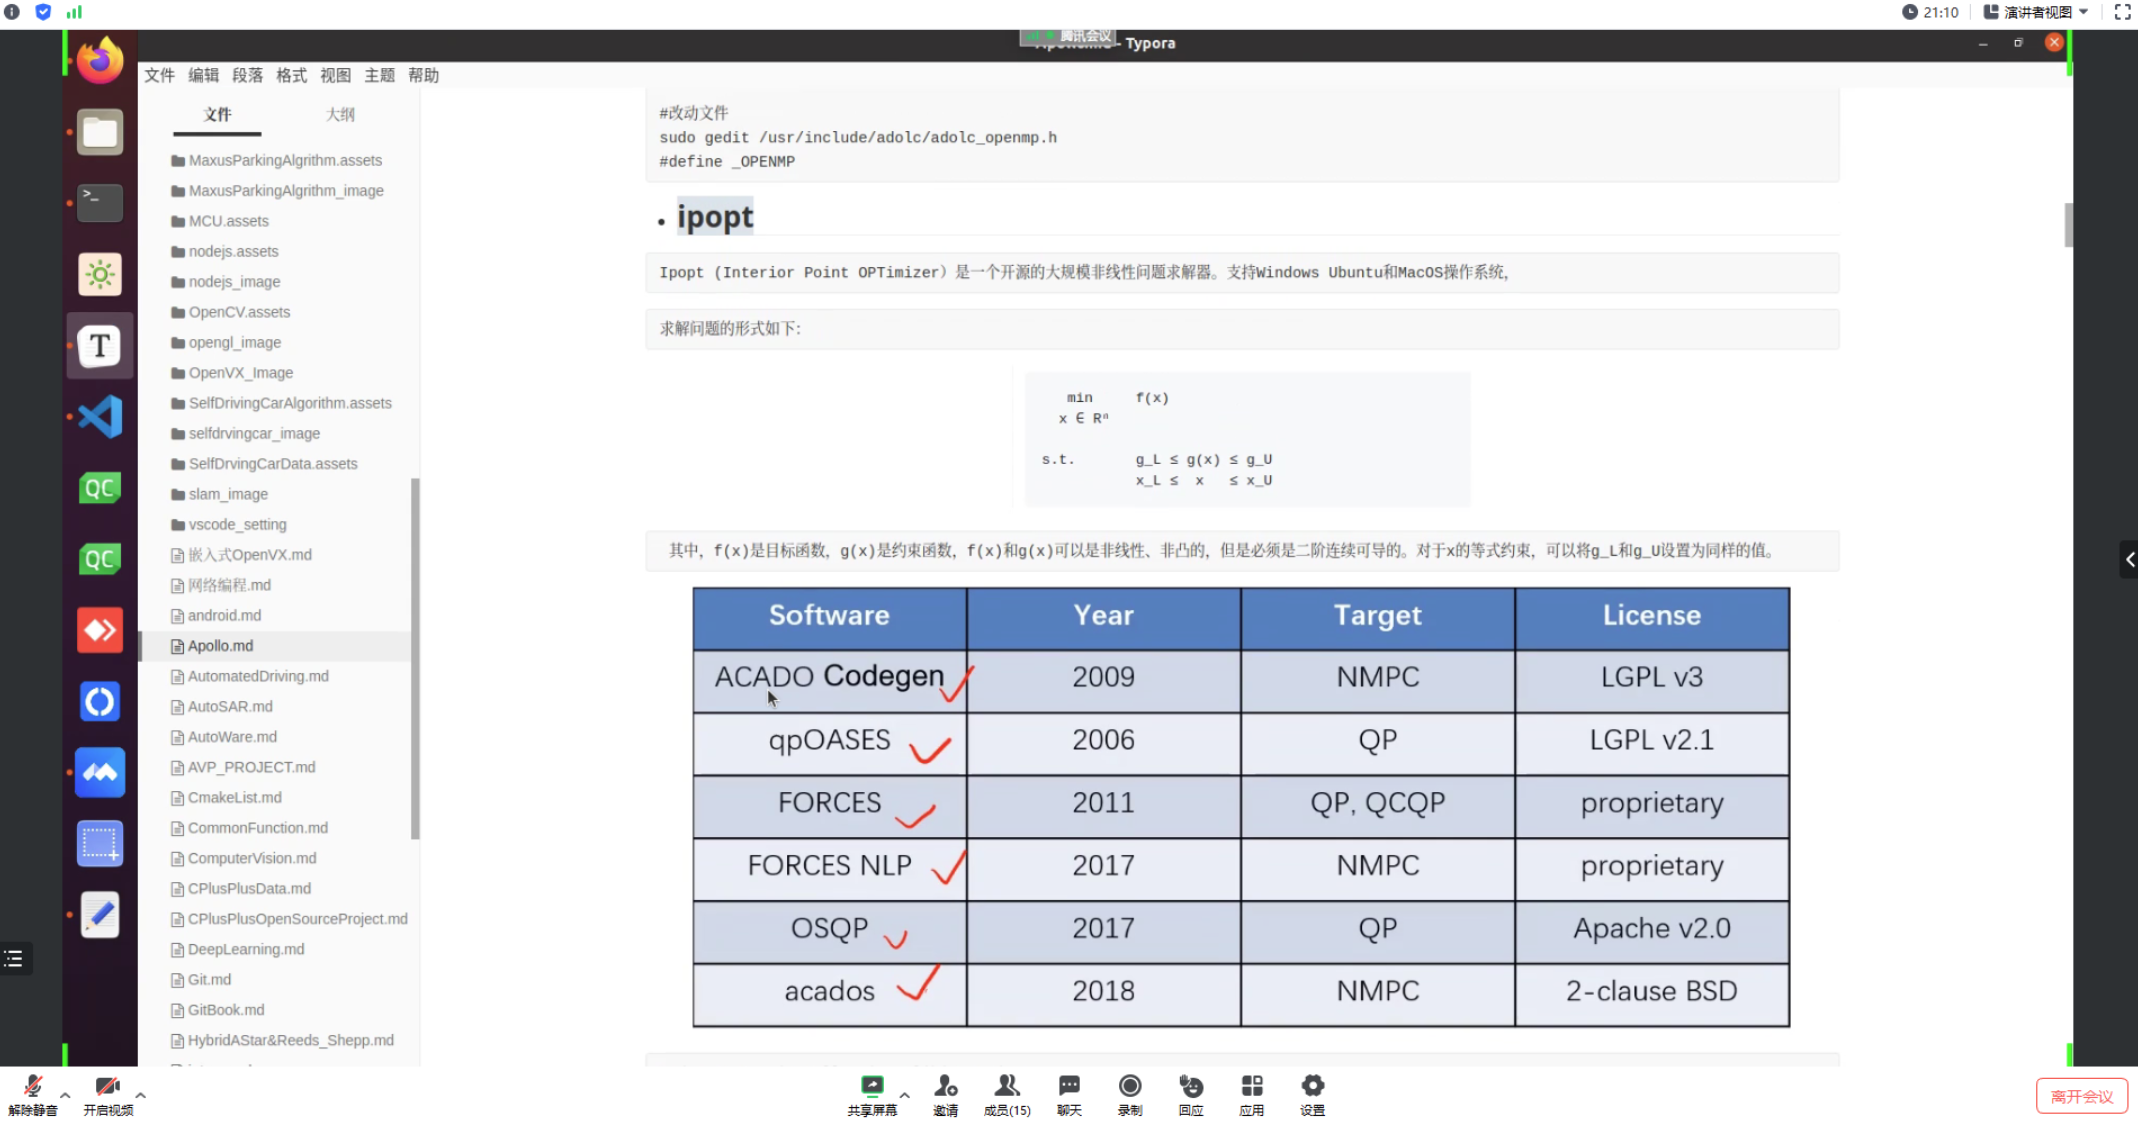 21:10 演讲者视图
腾讯会议
- Typora
文件 编辑 段落 格式 视图 主题 帮助
文件 大纲
MaxusParkingAlgrithm.assets
MaxusParkingAlgrithm_image
MCU.assets
nodejs.assets
nodejs_image
OpenCV.assets
opengl_image
OpenVX_Image
SelfDrivingCarAlgorithm.assets
selfdrvingcar_image
SelfDrvingCarData.assets
slam_image
vscode_setting
嵌入式OpenVX.md
网络编程.md
android.md
Apollo.md
AutomatedDriving.md
AutoSAR.md
AutoWare.md
AVP_PROJECT.md
CmakeList.md
CommonFunction.md
ComputerVision.md
CPlusPlusData.md
CPlusPlusOpenSourceProject.md
DeepLearning.md
Git.md
GitBook.md
HybridAStar&Reeds_Shepp.md
#改动文件
sudo gedit /usr/include/adolc/adolc_openmp.h
#define _OPENMP
• ipopt
Ipopt (Interior Point OPTimizer）是一个开源的大规模非线性问题求解器。支持Windows Ubuntu和MacOS操作系统,
求解问题的形式如下:
min f(x)
x ∈ Rⁿ
s.t. g_L ≤ g(x) ≤ g_U
x_L ≤ x ≤ x_U
其中, f(x)是目标函数, g(x)是约束函数, f(x)和g(x)可以是非线性、非凸的, 但是必须是二阶连续可导的。对于x的等式约束, 可以将g_L和g_U设置为同样的值。
Software Year Target License
ACADO Codegen 2009 NMPC LGPL v3
qpOASES 2006 QP LGPL v2.1
FORCES 2011 QP, QCQP proprietary
FORCES NLP 2017 NMPC proprietary
OSQP 2017 QP Apache v2.0
acados 2018 NMPC 2-clause BSD
解除静音 开启视频 共享屏幕 邀请 成员(15) 聊天 录制 回应 应用 设置 离开会议